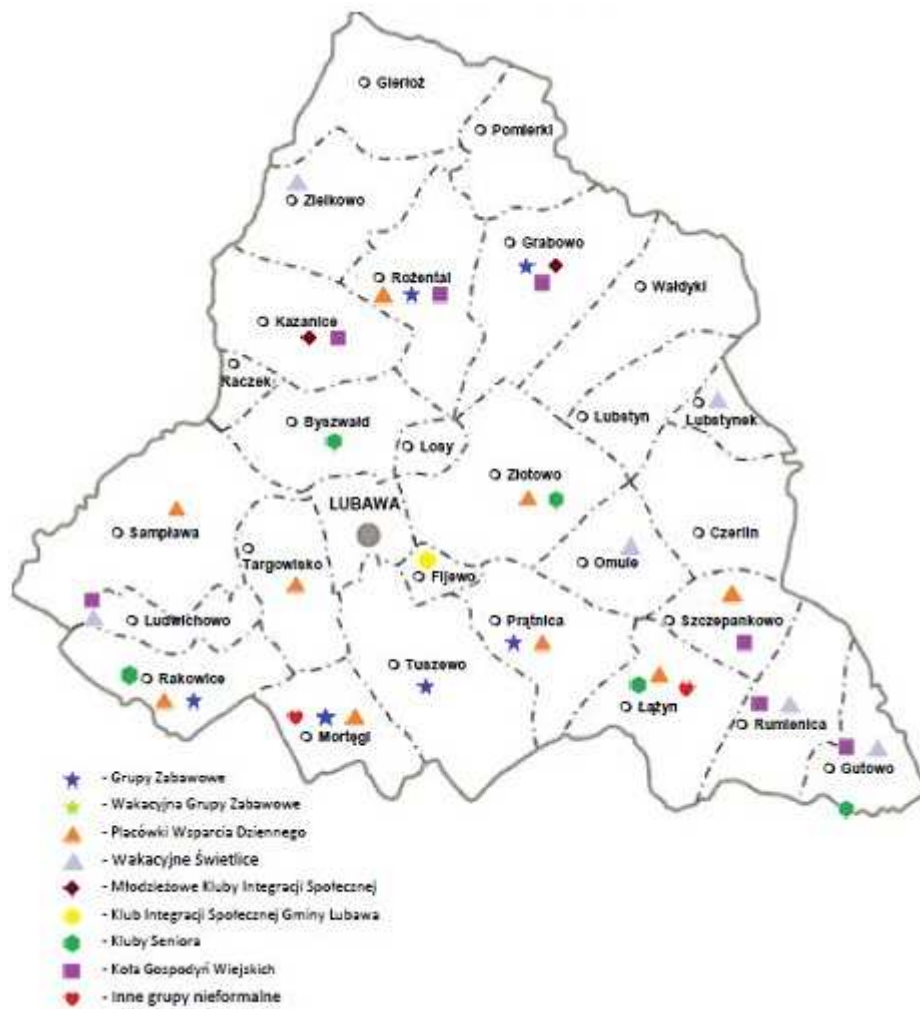 Gierłoż
Pomierki
Zielkowo
Grabowo
Rożental
Wałdyki
Kazanice
Raczek
Lubstyn
Lubstynek
Byszwałd
Losy
Złotowo
LUBAWA
Sampława
Czerlin
Targowisko
Omule
Fijewo
Ludwichowo
Prątnica
Szczepankowo
Tuszewo
Rakowice
Łążyn
Rumienica
Mortęgi
Gutowo
- Grupy Zabawowe
- Wakacyjna Grupy Zabawowe
- Placówki Wsparcia Dziennego
- Wakacyjne Świetlice
- Młodzieżowe Kluby Integracji Społecznej
- Klub Integracji Społecznej Gminy Lubawa
- Kluby Seniora
- Koła Gospodyń Wiejskich
- Inne grupy nieformalne